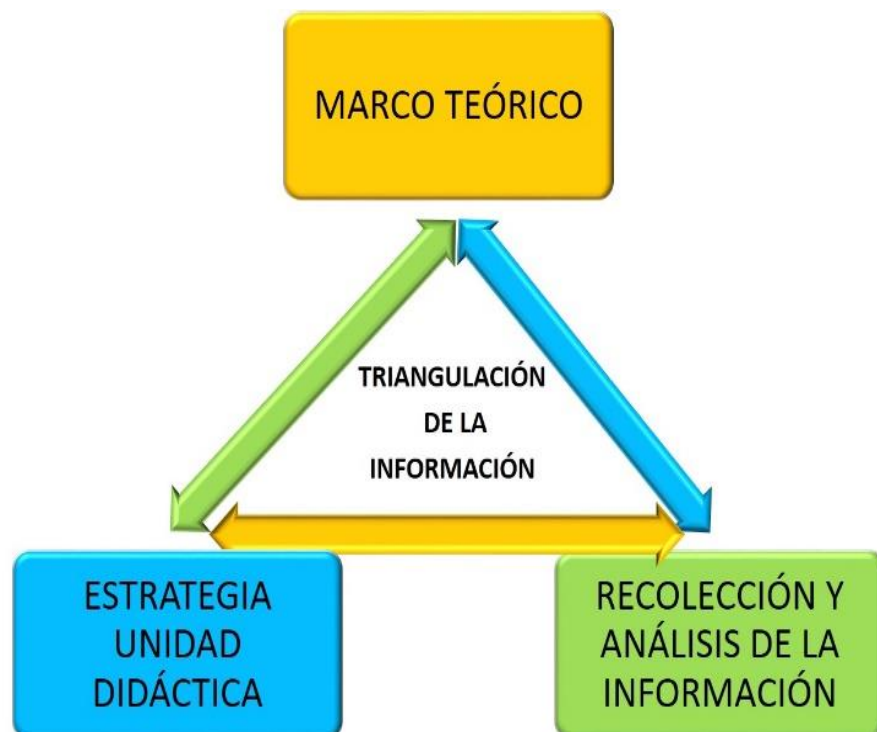 MARCO TEÓRICO
TRIANGULACIÓN
DE LA
INFORMACIÓN
ESTRATEGIA
UNIDAD
DIDÁCTICA
RECOLECCIÓN Y
ANÁLISIS DE LA
INFORMACIÓN